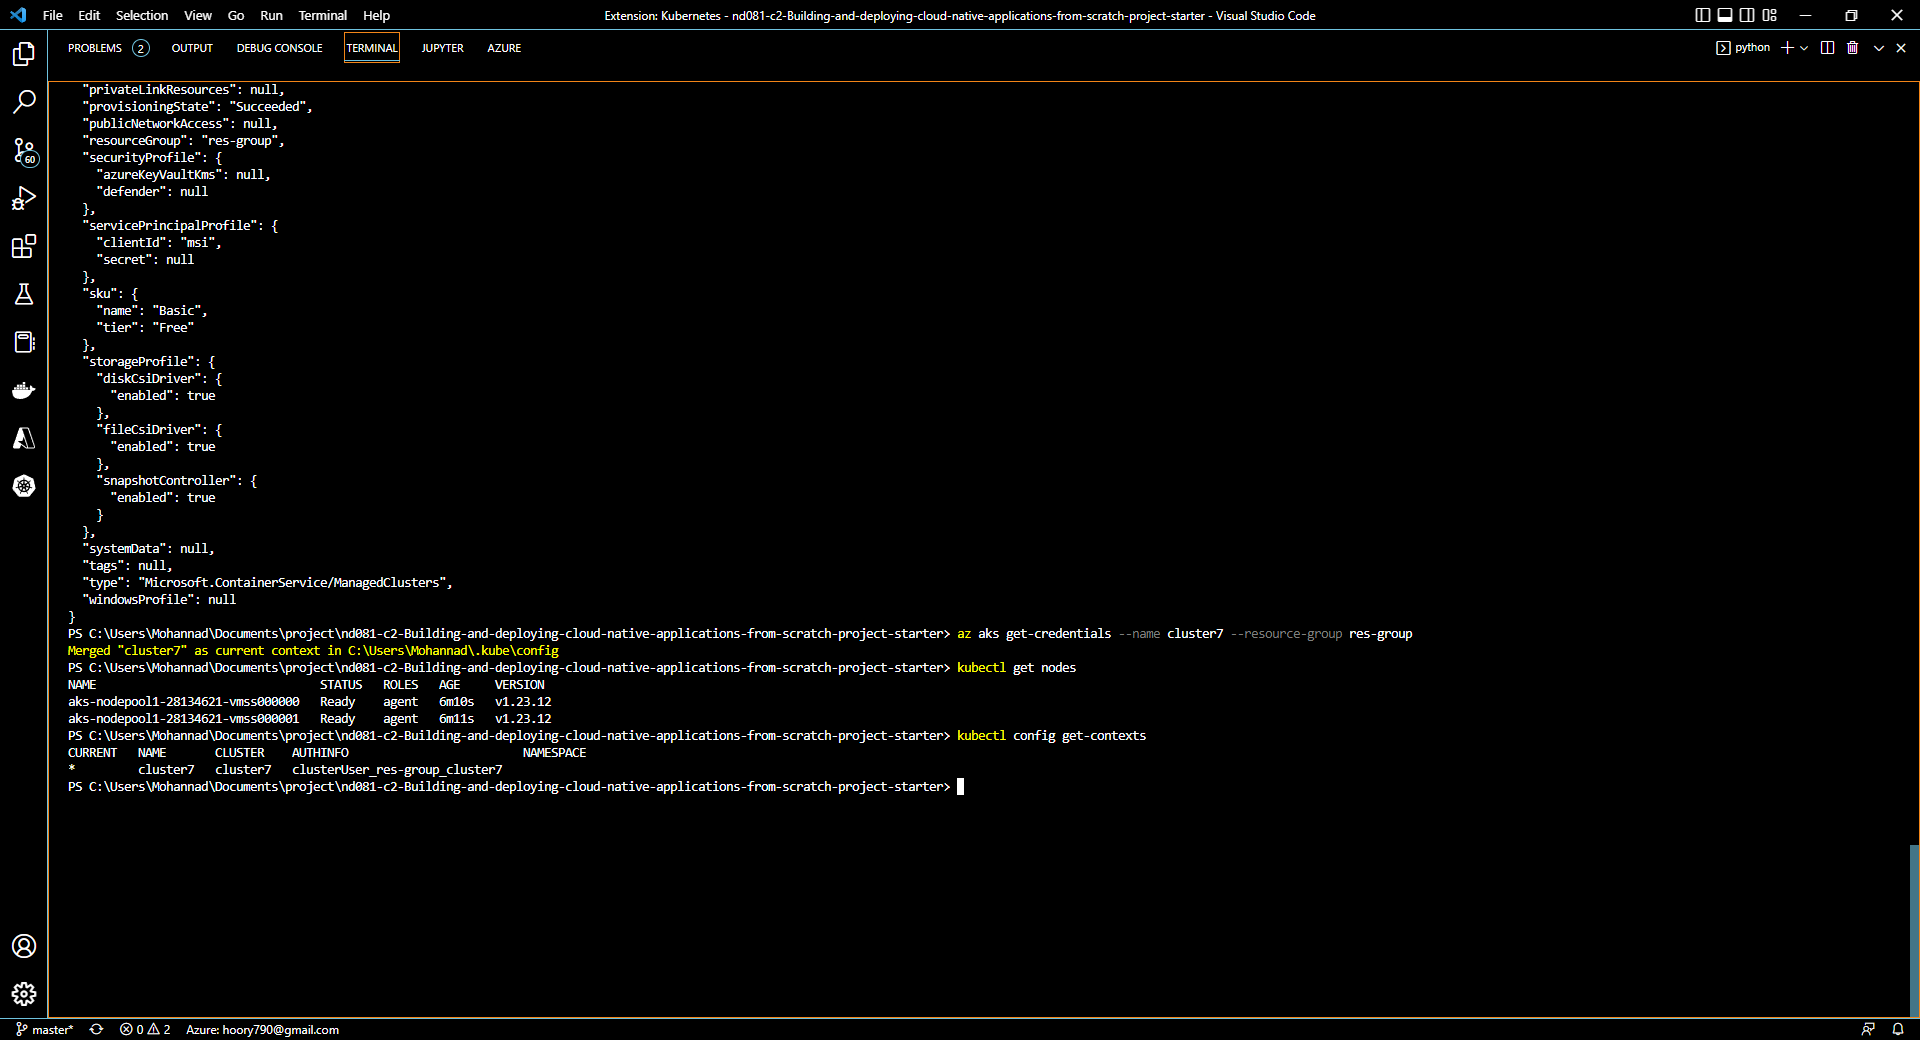 File Edit Selection View Go Run Terminal Help Extension: Kubernetes - nd081-c2-Building-and-deploying-cloud-native-applications-from-scratch-project-starter - Visual Studio Code
PROBLEMS 2 OUTPUT DEBUG CONSOLE TERMINAL JUPYTER AZURE python
"privateLinkResources": null,
"provisioningState": "Succeeded",
"publicNetworkAccess": null,
"resourceGroup": "res-group",
"securityProfile": {
"azureKeyVaultKms": null,
"defender": null
},
"servicePrincipalProfile": {
"clientId": "msi",
"secret": null
},
"sku": {
"name": "Basic",
"tier": "Free"
},
"storageProfile": {
"diskCsiDriver": {
"enabled": true
},
"fileCsiDriver": {
"enabled": true
},
"snapshotController": {
"enabled": true
}
},
"systemData": null,
"tags": null,
"type": "Microsoft.ContainerService/ManagedClusters",
"windowsProfile": null
}
PS C:\Users\Mohannad\Documents\project\nd081-c2-Building-and-deploying-cloud-native-applications-from-scratch-project-starter> az aks get-credentials --name cluster7 --resource-group res-group
Merged "cluster7" as current context in C:\Users\Mohannad\.kube\config
PS C:\Users\Mohannad\Documents\project\nd081-c2-Building-and-deploying-cloud-native-applications-from-scratch-project-starter> kubectl get nodes
NAME STATUS ROLES AGE VERSION
aks-nodepool1-28134621-vmss000000 Ready agent 6m10s v1.23.12
aks-nodepool1-28134621-vmss000001 Ready agent 6m11s v1.23.12
PS C:\Users\Mohannad\Documents\project\nd081-c2-Building-and-deploying-cloud-native-applications-from-scratch-project-starter> kubectl config get-contexts
CURRENT NAME CLUSTER AUTHINFO NAMESPACE
* cluster7 cluster7 clusterUser_res-group_cluster7
PS C:\Users\Mohannad\Documents\project\nd081-c2-Building-and-deploying-cloud-native-applications-from-scratch-project-starter>
60
master* 0 2 Azure: hoory790@gmail.com